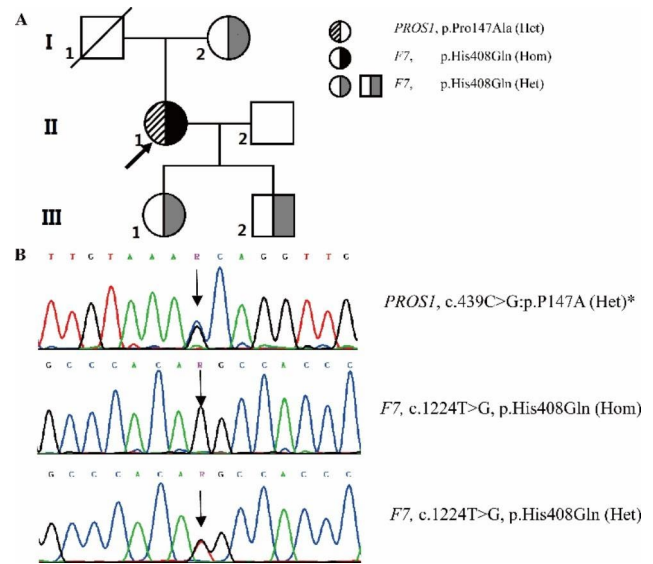 A
I
1
2
PROS1, p.Pro147Ala (Het)
F7, p.His408Gln (Hom)
F7, p.His408Gln (Het)
II
1
2
III
1
2
B
T T G T A A A R C A G G T T G
PROS1, c.439C>G:p.P147A (Het)*
G C C C A C A R G C C A C C C
F7, c.1224T>G, p.His408Gln (Hom)
G C C C A C A R G C C A C C C
F7, c.1224T>G, p.His408Gln (Het)